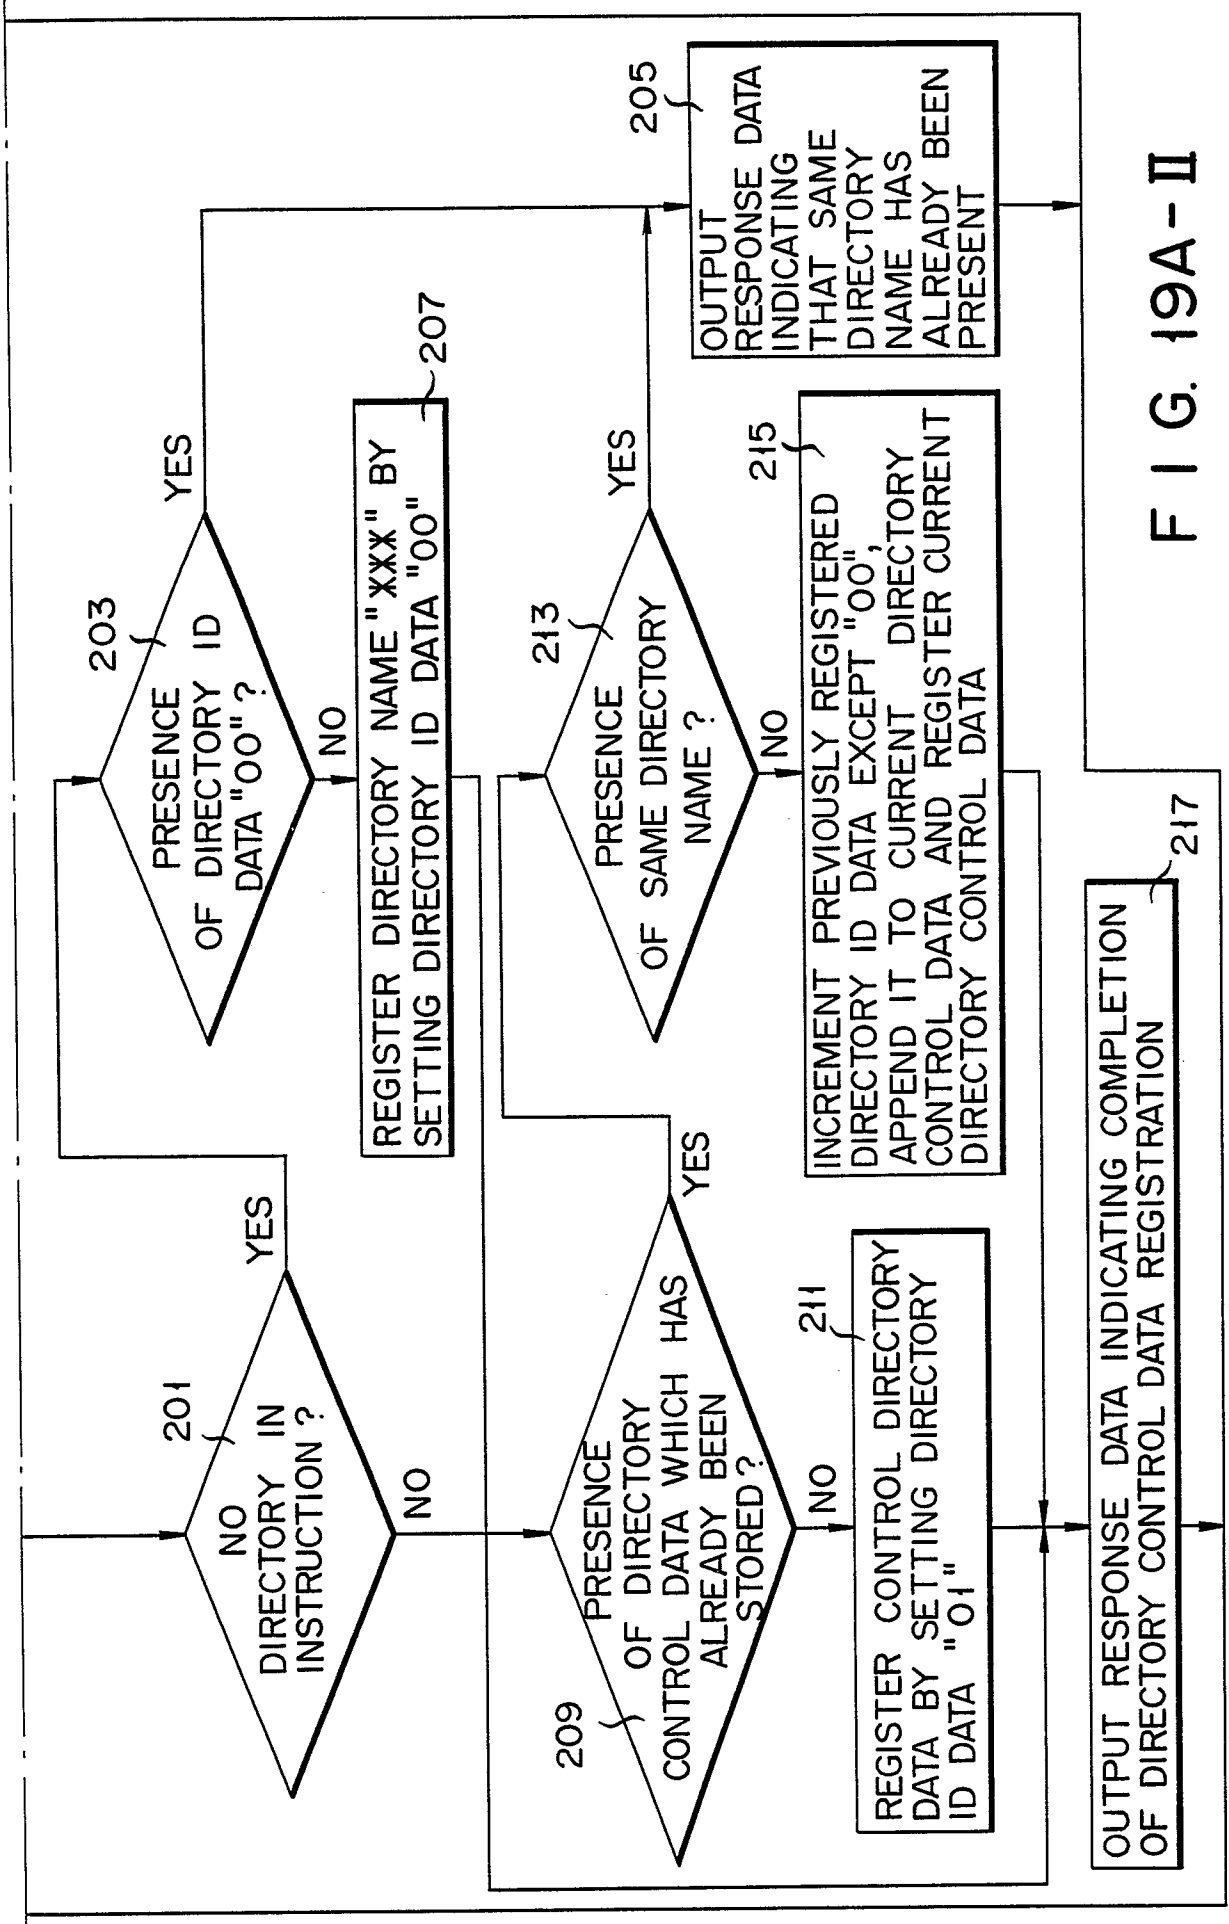 201
NO
DIRECTORY IN
INSTRUCTION ?
YES
NO
203
PRESENCE
OF DIRECTORY ID
DATA "00" ?
YES
NO
207
REGISTER DIRECTORY NAME "XXX" BY
SETTING DIRECTORY ID DATA "00"
209
PRESENCE
OF DIRECTORY
CONTROL DATA WHICH HAS
ALREADY BEEN
STORED ?
YES
NO
213
PRESENCE
OF SAME DIRECTORY
NAME ?
YES
NO
205
OUTPUT
RESPONSE DATA
INDICATING
THAT SAME
DIRECTORY
NAME HAS
ALREADY BEEN
PRESENT
211
REGISTER CONTROL DIRECTORY
DATA BY SETTING DIRECTORY
ID DATA "01"
215
INCREMENT PREVIOUSLY REGISTERED
DIRECTORY ID DATA EXCEPT "00",
APPEND IT TO CURRENT DIRECTORY
CONTROL DATA AND REGISTER CURRENT
DIRECTORY CONTROL DATA
217
OUTPUT RESPONSE DATA INDICATING COMPLETION
OF DIRECTORY CONTROL DATA REGISTRATION
FIG. 19A-II